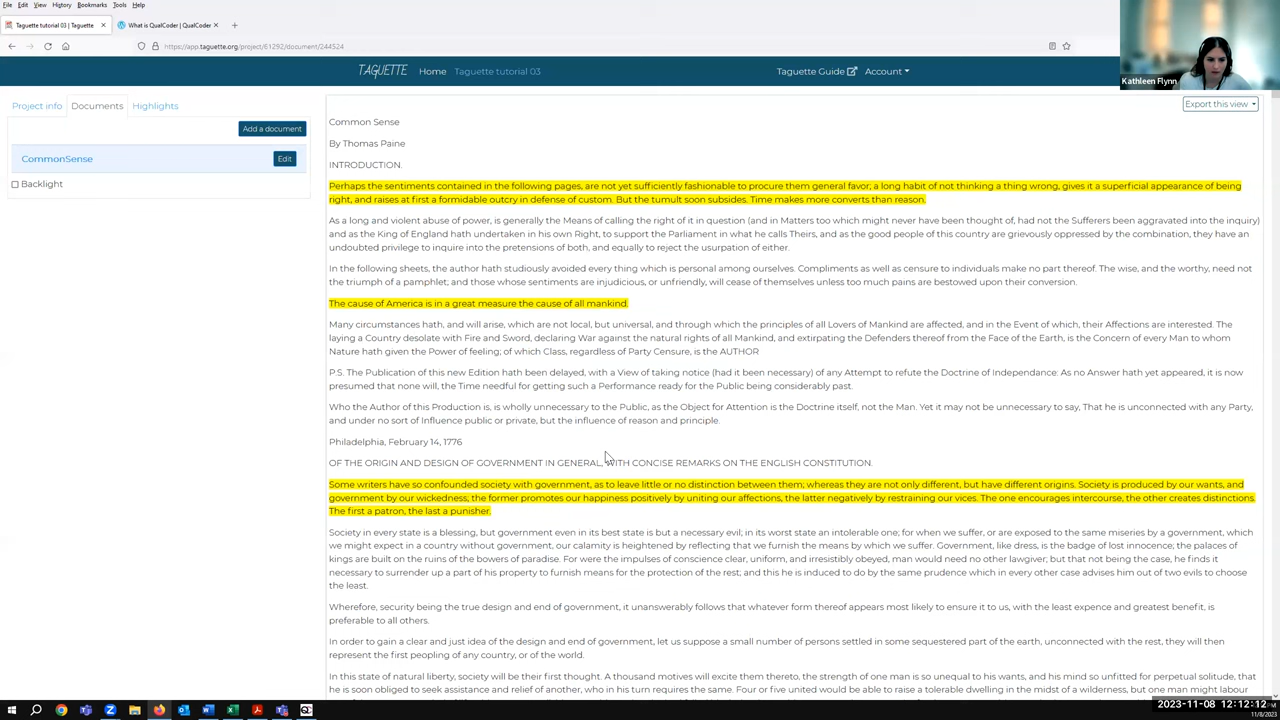 File Edit View History Bookmarks Tools Help
Taguette tutorial 03 | Taguette
What is QualCoder | QualCoder
https://app.taguette.org/project/61292/document/244524
Kathleen Flynn
TAGUETTE Home Taguette tutorial 03 Taguette Guide Account
Project info Documents Highlights
Add a document
CommonSense Edit
Backlight
Export this view
Common Sense
By Thomas Paine
INTRODUCTION.
Perhaps the sentiments contained in the following pages, are not yet sufficiently fashionable to procure them general favor; a long habit of not thinking a thing wrong, gives it a superficial appearance of being
right, and raises at first a formidable outcry in defense of custom. But the tumult soon subsides. Time makes more converts than reason.
As a long and violent abuse of power, is generally the Means of calling the right of it in question (and in Matters too which might never have been thought of, had not the Sufferers been aggravated into the inquiry)
and as the King of England hath undertaken in his own Right, to support the Parliament in what he calls Theirs, and as the good people of this country are grievously oppressed by the combination, they have an
undoubted privilege to inquire into the pretensions of both, and equally to reject the usurpation of either.
In the following sheets, the author hath studiously avoided every thing which is personal among ourselves. Compliments as well as censure to individuals make no part thereof. The wise, and the worthy, need not
the triumph of a pamphlet; and those whose sentiments are injudicious, or unfriendly, will cease of themselves unless too much pains are bestowed upon their conversion.
The cause of America is in a great measure the cause of all mankind.
Many circumstances hath, and will arise, which are not local, but universal, and through which the principles of all Lovers of Mankind are affected, and in the Event of which, their Affections are interested. The
laying a Country desolate with Fire and Sword, declaring War against the natural rights of all Mankind, and extirpating the Defenders thereof from the Face of the Earth, is the Concern of every Man to whom
Nature hath given the Power of feeling; of which Class, regardless of Party Censure, is the AUTHOR
P.S. The Publication of this new Edition hath been delayed, with a View of taking notice (had it been necessary) of any Attempt to refute the Doctrine of Independance: As no Answer hath yet appeared, it is now
presumed that none will, the Time needful for getting such a Performance ready for the Public being considerably past.
Who the Author of this Production is, is wholly unnecessary to the Public, as the Object for Attention is the Doctrine itself, not the Man. Yet it may not be unnecessary to say, That he is unconnected with any Party,
and under no sort of Influence public or private, but the influence of reason and principle.
Philadelphia, February 14, 1776
OF THE ORIGIN AND DESIGN OF GOVERNMENT IN GENERAL, WITH CONCISE REMARKS ON THE ENGLISH CONSTITUTION.
Some writers have so confounded society with government, as to leave little or no distinction between them; whereas they are not only different, but have different origins. Society is produced by our wants, and
government by our wickedness; the former promotes our happiness positively by uniting our affections, the latter negatively by restraining our vices. The one encourages intercourse, the other creates distinctions.
The first a patron, the last a punisher.
Society in every state is a blessing, but government even in its best state is but a necessary evil; in its worst state an intolerable one; for when we suffer, or are exposed to the same miseries by a government, which
we might expect in a country without government, our calamity is heightened by reflecting that we furnish the means by which we suffer. Government, like dress, is the badge of lost innocence; the palaces of
kings are built on the ruins of the bowers of paradise. For were the impulses of conscience clear, uniform, and irresistibly obeyed, man would need no other lawgiver; but that not being the case, he finds it
necessary to surrender up a part of his property to furnish means for the protection of the rest; and this he is induced to do by the same prudence which in every other case advises him out of two evils to choose
the least.
Wherefore, security being the true design and end of government, it unanswerably follows that whatever form thereof appears most likely to ensure it to us, with the least expence and greatest benefit, is
preferable to all others.
In order to gain a clear and just idea of the design and end of government, let us suppose a small number of persons settled in some sequestered part of the earth, unconnected with the rest, they will then
represent the first peopling of any country, or of the world.
In this state of natural liberty, society will be their first thought. A thousand motives will excite them thereto, the strength of one man is so unequal to his wants, and his mind so unfitted for perpetual solitude, that
he is soon obliged to seek assistance and relief of another, who in his turn requires the same. Four or five united would be able to raise a tolerable dwelling in the midst of a wilderness, but one man might labour
2023-11-08 12:12:12
11/8/2023